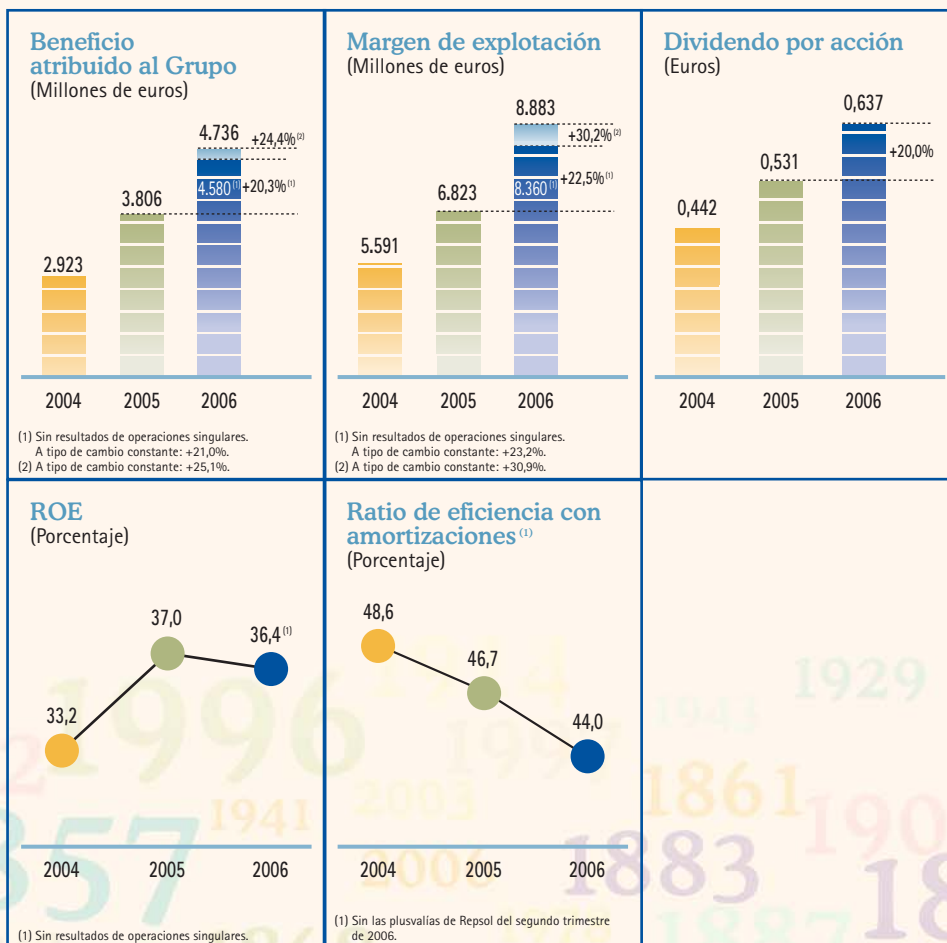 Beneficio
atribuido al Grupo
(Millones de euros)
4.736
+24,4% (2)
4.580 (1)
+20,3% (1)
3.806
2.923
2004 2005 2006
(1) Sin resultados de operaciones singulares.
A tipo de cambio constante: +21,0%.
(2) A tipo de cambio constante: +25,1%.
Margen de explotación
(Millones de euros)
8.883
+30,2% (2)
8.360 (1)
+22,5% (1)
6.823
5.591
2004 2005 2006
(1) Sin resultados de operaciones singulares.
A tipo de cambio constante: +23,2%.
(2) A tipo de cambio constante: +30,9%.
Dividendo por acción
(Euros)
0,637
+20,0%
0,531
0,442
2004 2005 2006
ROE
(Porcentaje)
37,0
36,4 (1)
33,2
2004 2005 2006
(1) Sin resultados de operaciones singulares.
Ratio de eficiencia con
amortizaciones (1)
(Porcentaje)
48,6
46,7
44,0
2004 2005 2006
(1) Sin las plusvalías de Repsol del segundo trimestre
de 2006.
1996
1941
1929
1943
2003
1861
2006
1883
1887